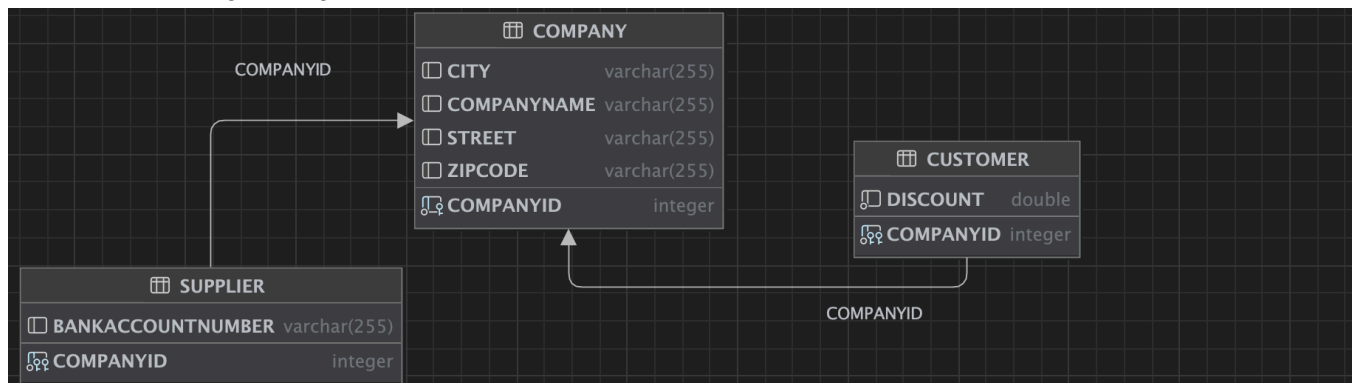 COMPANY
CITY varchar(255)
COMPANYNAME varchar(255)
STREET varchar(255)
ZIPCODE varchar(255)
COMPANYID integer
COMPANYID
CUSTOMER
DISCOUNT double
COMPANYID integer
COMPANYID
SUPPLIER
BANKACCOUNTNUMBER varchar(255)
COMPANYID integer